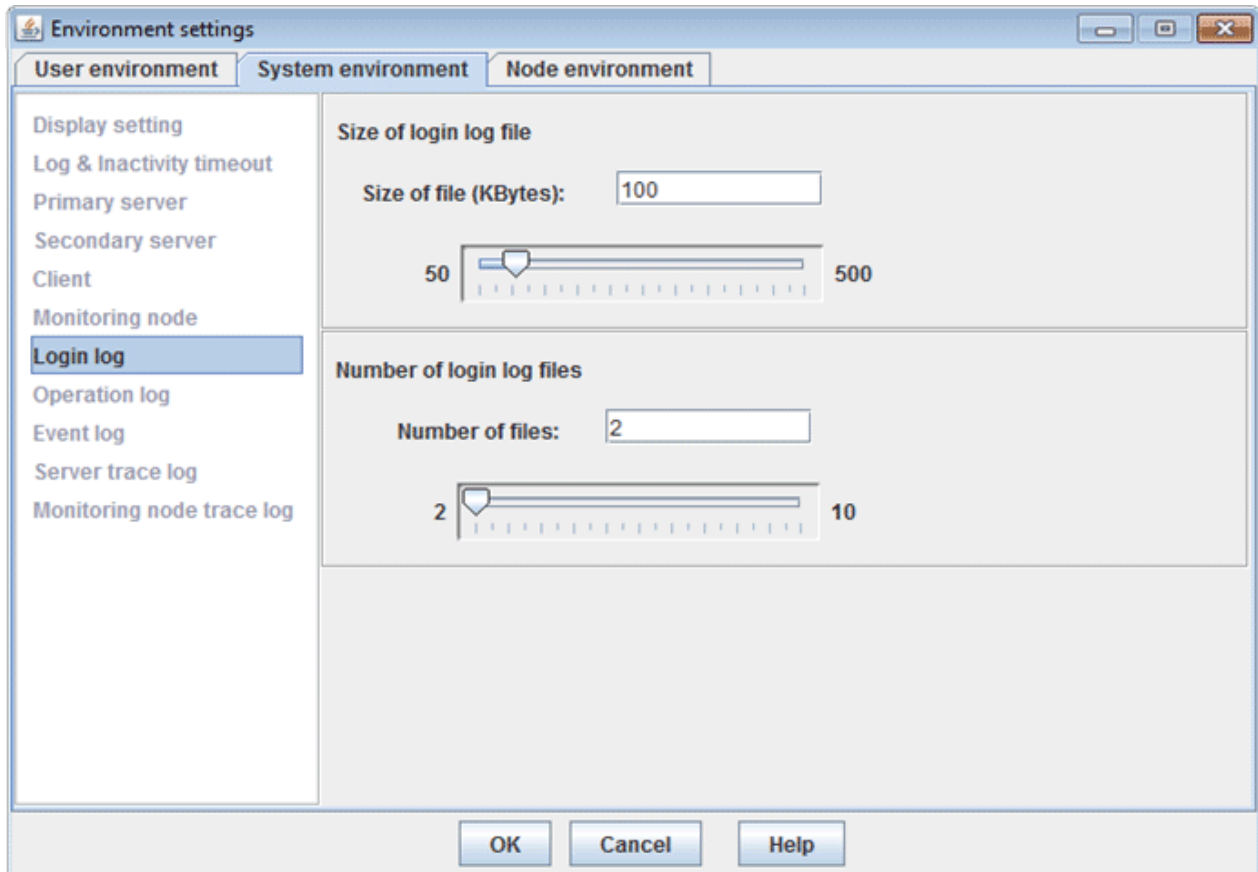 Environment settings
User environment System environment Node environment
Display setting
Log & Inactivity timeout
Primary server
Secondary server
Client
Monitoring node
Login log
Operation log
Event log
Server trace log
Monitoring node trace log
Size of login log file
Size of file (KBytes): 100
50 500
Number of login log files
Number of files: 2
2 10
OK Cancel Help